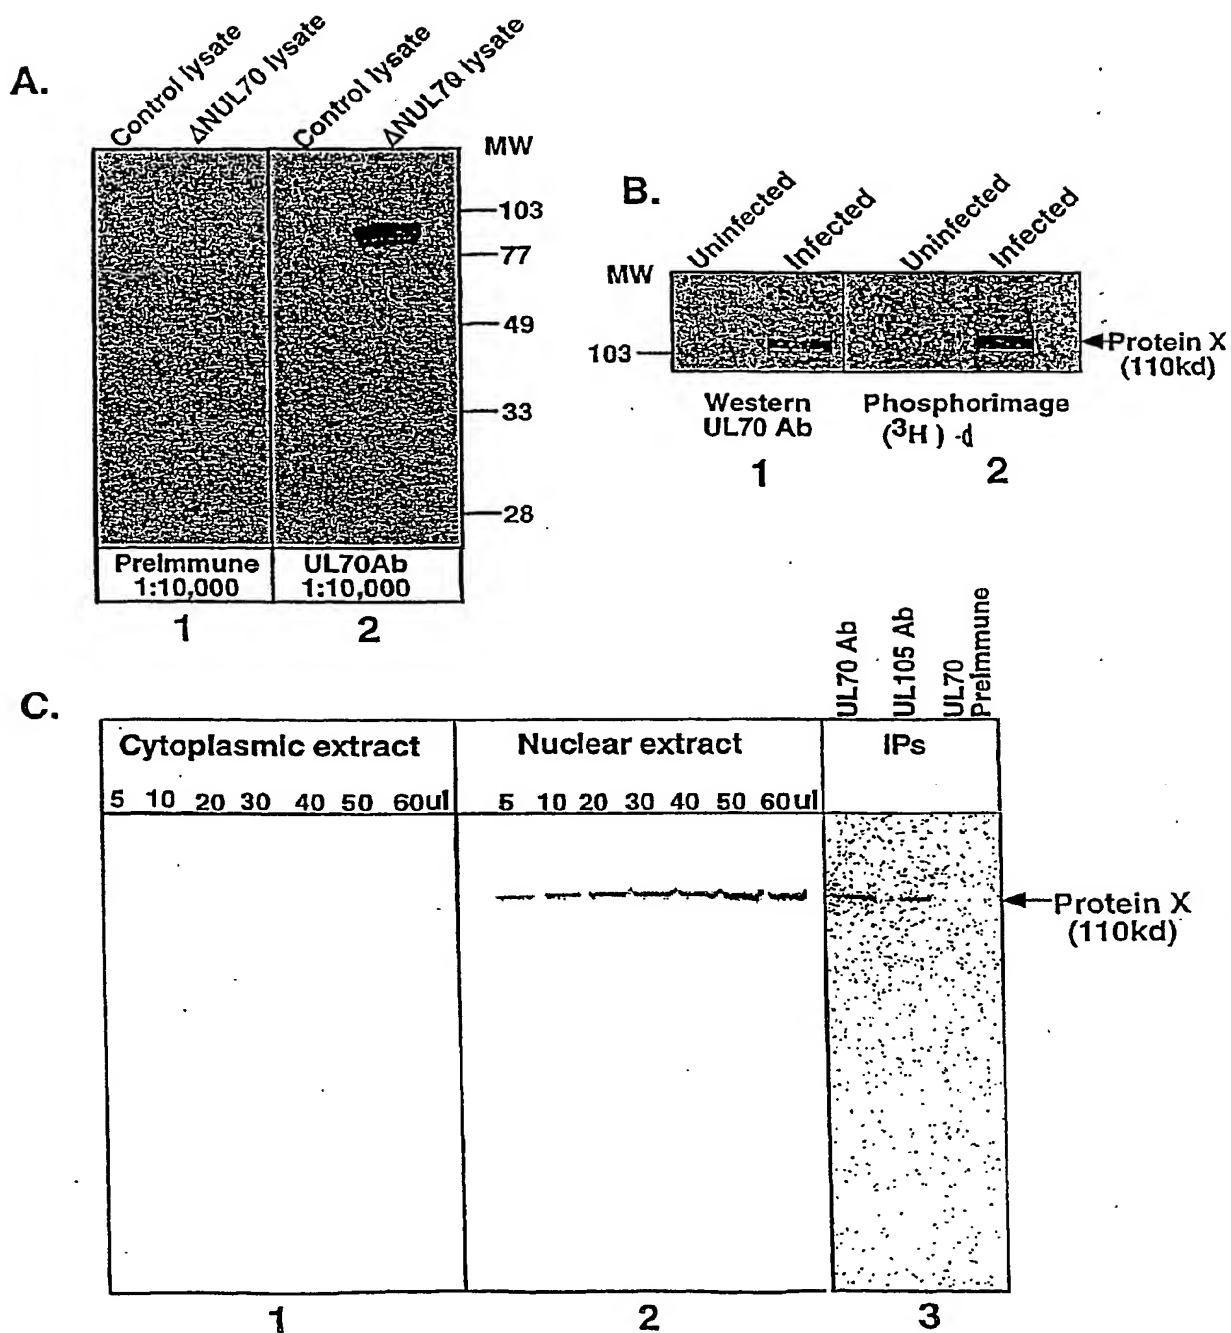 A.
Control lysate
ΔNUL70 lysate
Control lysate
ΔNUL70 lysate
MW
103
77
49
33
28
PreImmune
1:10,000
UL70Ab
1:10,000
1
2
B.
Uninfected
Infected
Uninfected
Infected
MW
103
Protein X
(110kd)
Western
UL70 Ab
Phosphorimage
(³H) -d
1
2
C.
UL70 Ab
UL105 Ab
UL70
PreImmune
Cytoplasmic extract
Nuclear extract
IPs
5 10 20 30 40 50 60ul
5 10 20 30 40 50 60ul
Protein X
(110kd)
1
2
3